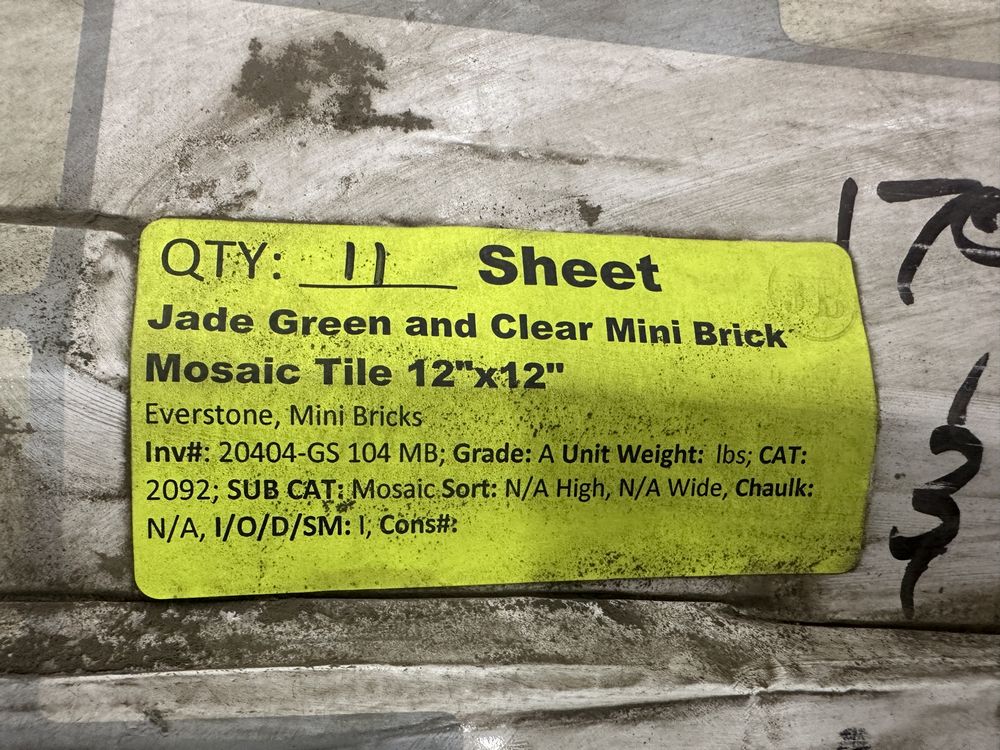 QTY: 11 Sheet
Jade Green and Clear Mini Brick
Mosaic Tile 12"x12"
Everstone, Mini Bricks
Inv#: 20404-GS 104 MB; Grade: A Unit Weight: lbs; CAT:
2092; SUB CAT: Mosaic Sort: N/A High, N/A Wide, Chaulk:
N/A, I/O/D/SM: I, Cons#: